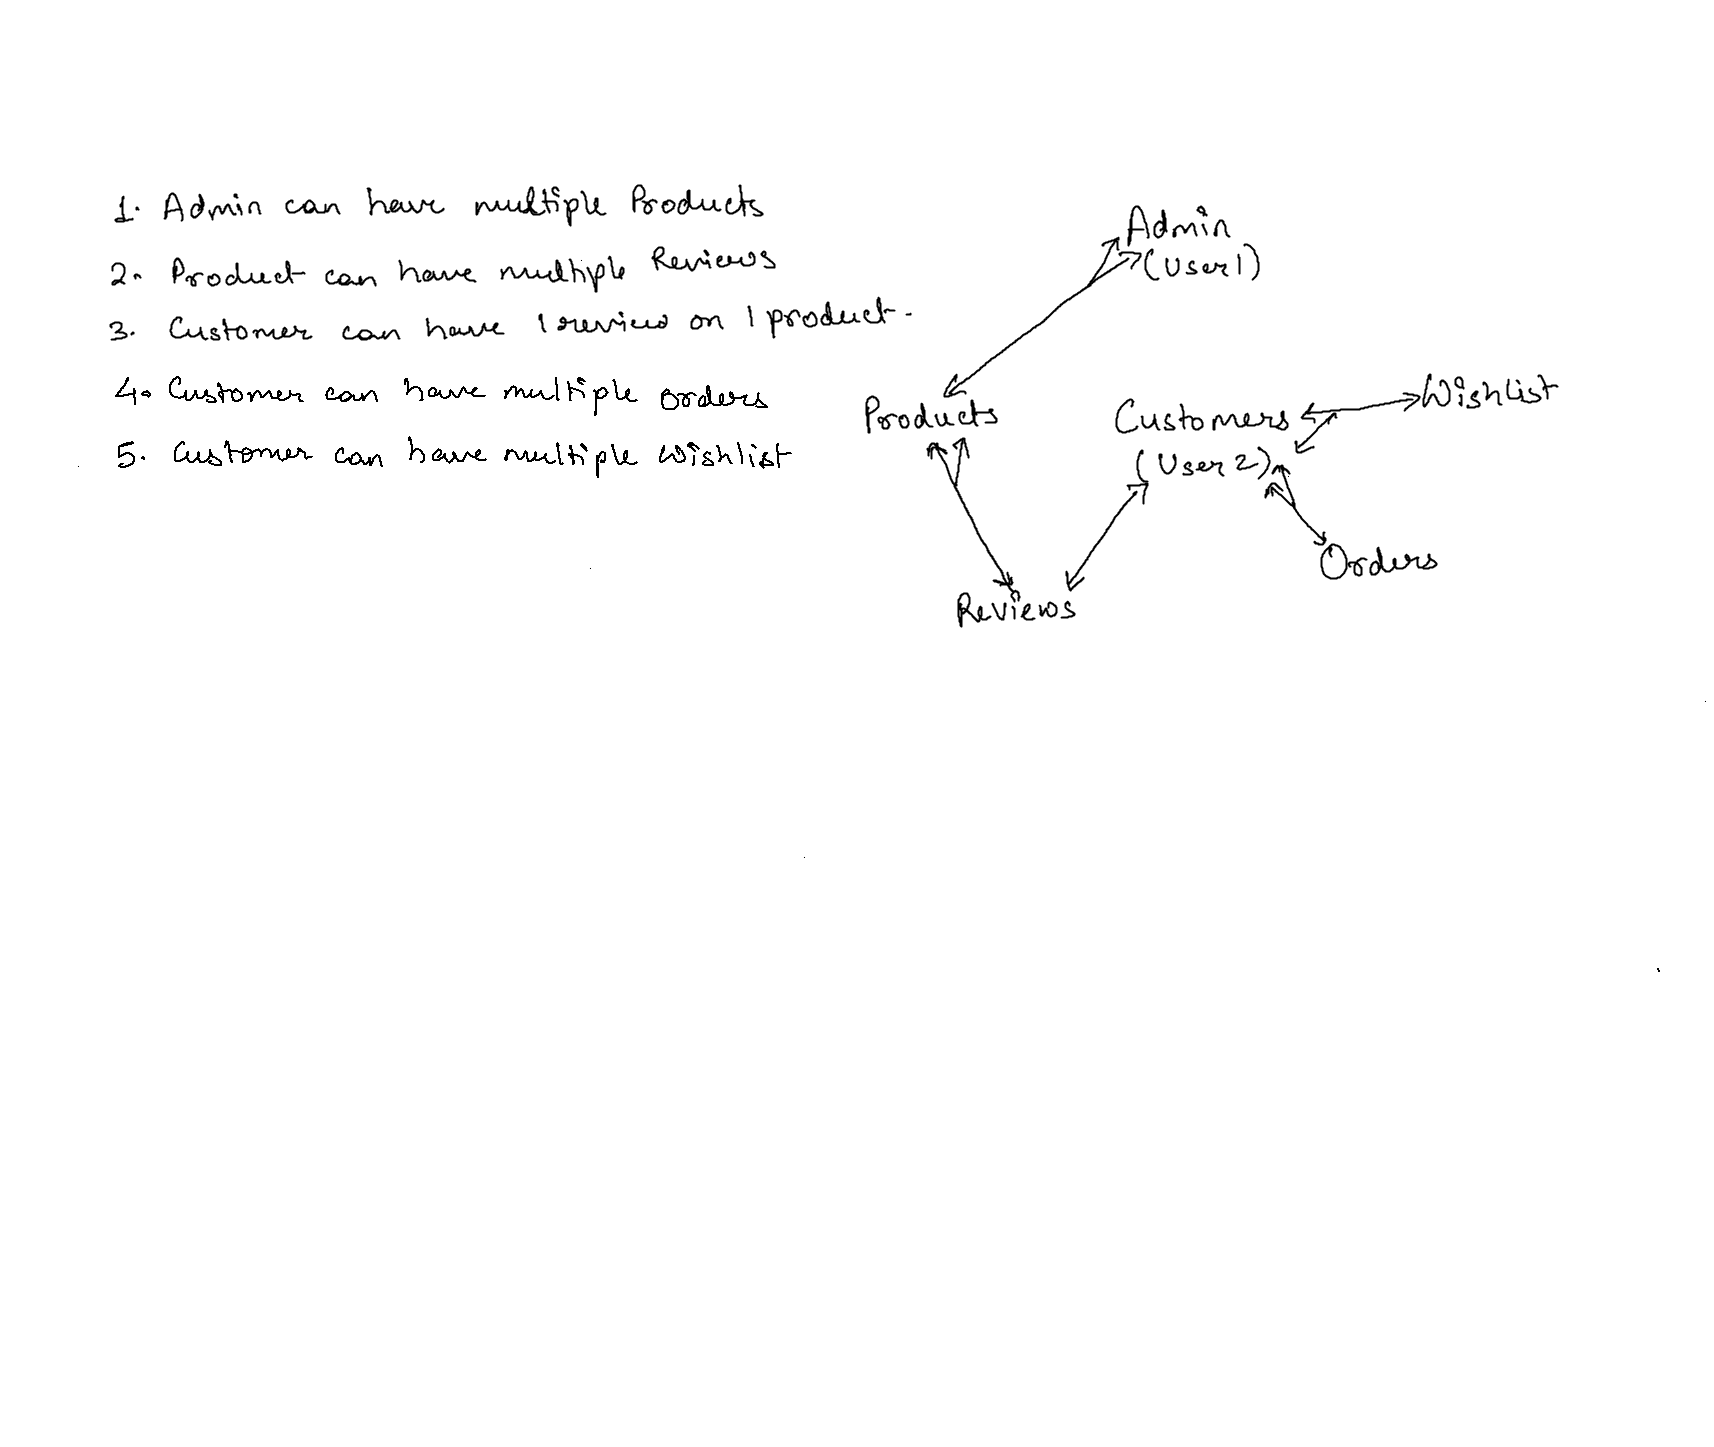 1. Admin can have multiple Products
2. Product can have multiple Reviews
3. Customer can have 1 review on 1 product.
4. Customer can have multiple orders
5. Customer can have multiple Wishlist
Admin
(User 1)
Products
Customers
(User 2)
Wishlist
Orders
Reviews